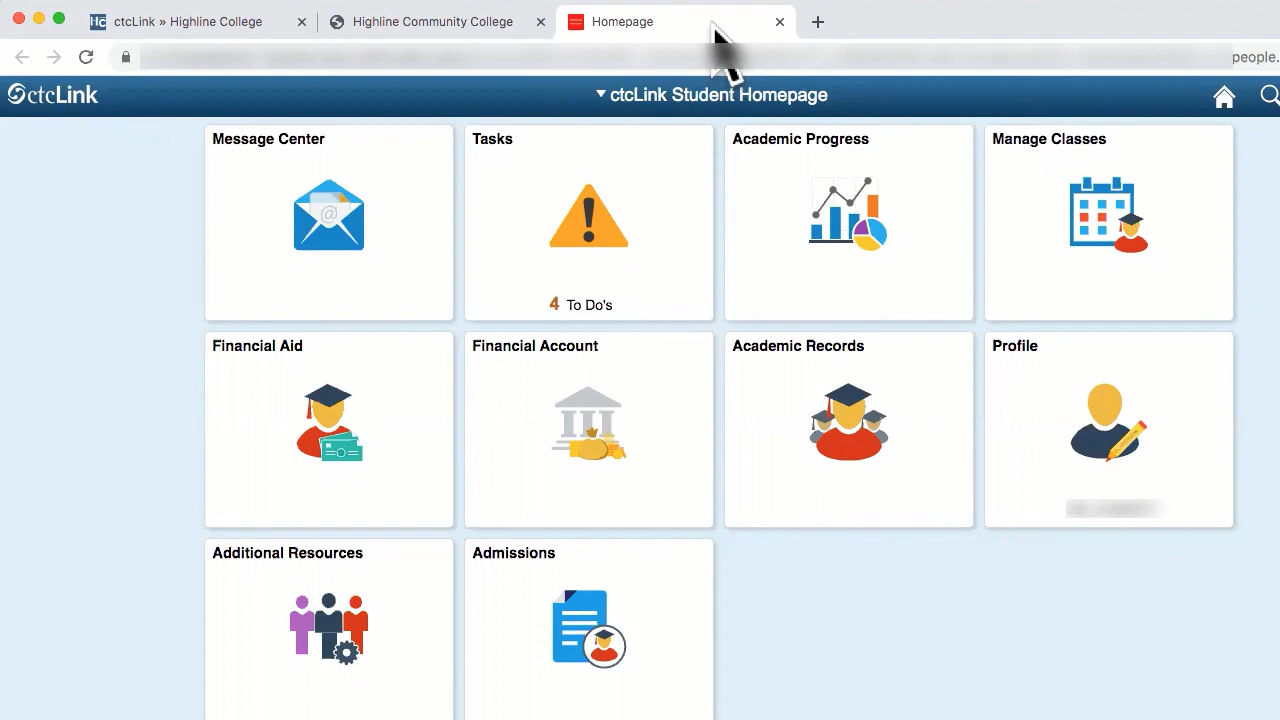 ctcLink » Highline College
Highline Community College
Homepage
people.
ctcLink
ctcLink Student Homepage
Message Center
Tasks
Academic Progress
Manage Classes
4 To Do's
Financial Aid
Financial Account
Academic Records
Profile
Additional Resources
Admissions